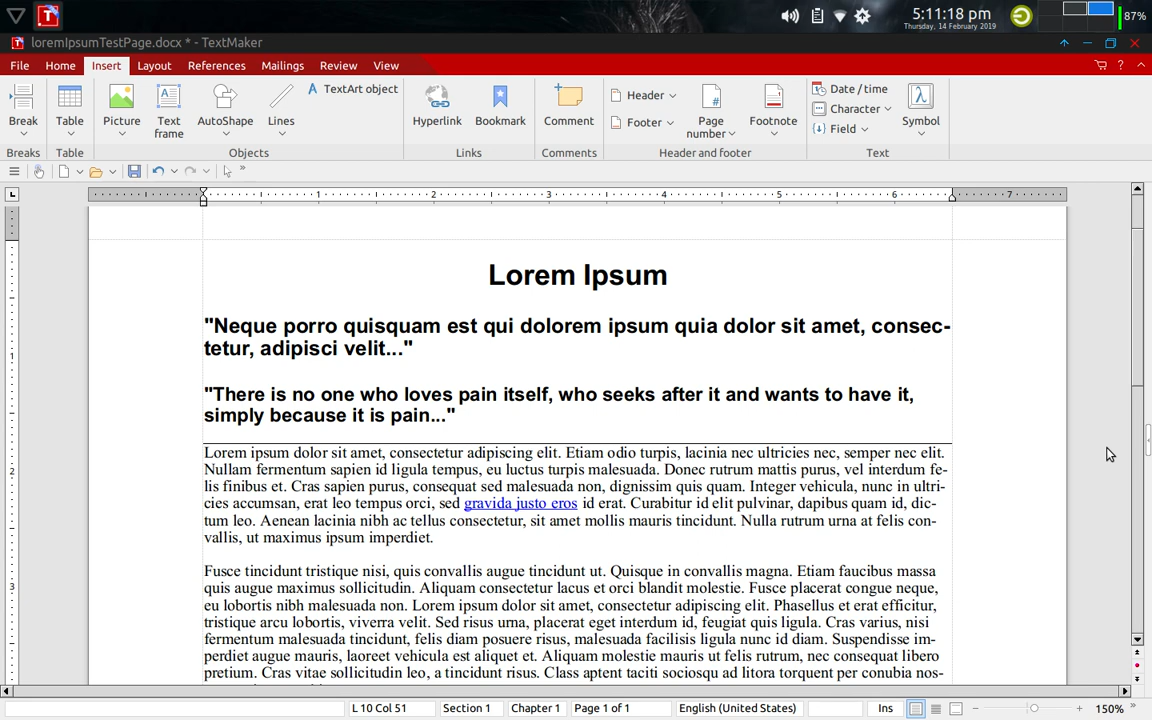 5:11:18 pm
Thursday, 14 February 2019
87%
loremIpsumTestPage.docx * - TextMaker
File Home Insert Layout References Mailings Review View
Break
Table
Picture
Text frame
AutoShape
Lines
TextArt object
Hyperlink
Bookmark
Comment
Header
Footer
Page number
Footnote
Date / time
Character
Field
Symbol
Breaks Table Objects Links Comments Header and footer Text
1 2 3 4 5 6 7
Lorem Ipsum
"Neque porro quisquam est qui dolorem ipsum quia dolor sit amet, consec-
tetur, adipisci velit..."
"There is no one who loves pain itself, who seeks after it and wants to have it,
simply because it is pain..."
Lorem ipsum dolor sit amet, consectetur adipiscing elit. Etiam odio turpis, lacinia nec ultricies nec, semper nec elit.
Nullam fermentum sapien id ligula tempus, eu luctus turpis malesuada. Donec rutrum mattis purus, vel interdum fe-
lis finibus et. Cras sapien purus, consequat sed malesuada non, dignissim quis quam. Integer vehicula, nunc in ultri-
cies accumsan, erat leo tempus orci, sed gravida justo eros id erat. Curabitur id elit pulvinar, dapibus quam id, dic-
tum leo. Aenean lacinia nibh ac tellus consectetur, sit amet mollis mauris tincidunt. Nulla rutrum urna at felis con-
vallis, ut maximus ipsum imperdiet.
Fusce tincidunt tristique nisi, quis convallis augue tincidunt ut. Quisque in convallis magna. Etiam faucibus massa
quis augue maximus sollicitudin. Aliquam consectetur lacus et orci blandit molestie. Fusce placerat congue neque,
eu lobortis nibh malesuada non. Lorem ipsum dolor sit amet, consectetur adipiscing elit. Phasellus et erat efficitur,
tristique arcu lobortis, viverra velit. Sed risus urna, placerat eget interdum id, feugiat quis ligula. Cras varius, nisi
fermentum malesuada tincidunt, felis diam posuere risus, malesuada facilisis ligula nunc id diam. Suspendisse im-
perdiet augue mauris, laoreet vehicula est aliquet et. Aliquam molestie mauris ut felis rutrum, nec consequat libero
pretium. Cras vitae sollicitudin leo, a tincidunt risus. Class aptent taciti sociosqu ad litora torquent per conubia nos-
1
2
3
L 10 Col 51 Section 1 Chapter 1 Page 1 of 1 English (United States) Ins 150%